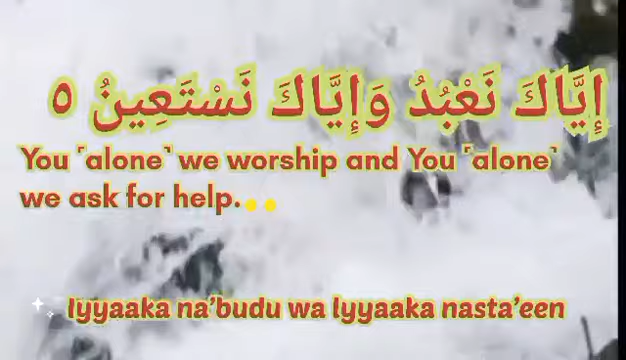 إِيَّاكَ نَعْبُدُ وَإِيَّاكَ نَسْتَعِينُ ٥
You ˹alone˺ we worship and You ˹alone˺
we ask for help.
Iyyaaka na’budu wa Iyyaaka nasta’een